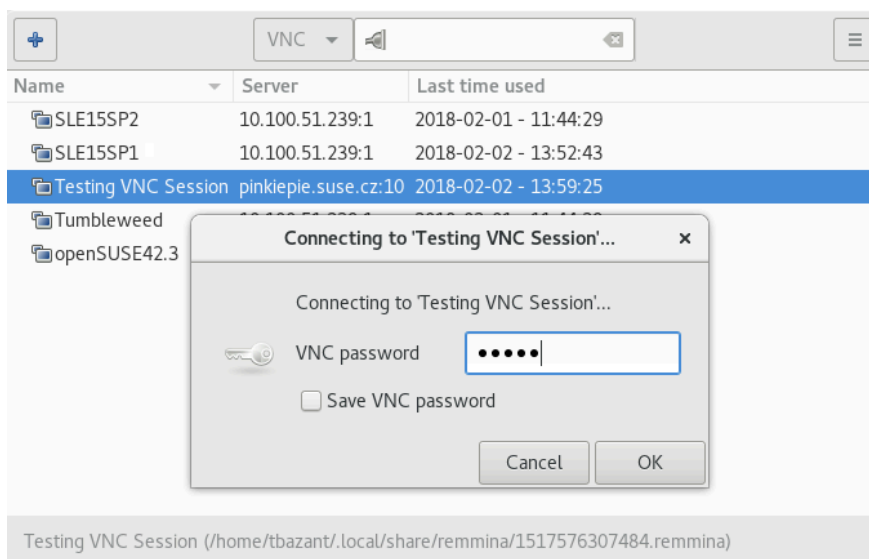 VNC
Name Server Last time used
SLE15SP2 10.100.51.239:1 2018-02-01 - 11:44:29
SLE15SP1 10.100.51.239:1 2018-02-02 - 13:52:43
Testing VNC Session pinkiepie.suse.cz:10 2018-02-02 - 13:59:25
Tumbleweed
openSUSE42.3
Connecting to 'Testing VNC Session'...
Connecting to 'Testing VNC Session'...
VNC password •••••
Save VNC password
Cancel OK
Testing VNC Session (/home/tbazant/.local/share/remmina/1517576307484.remmina)